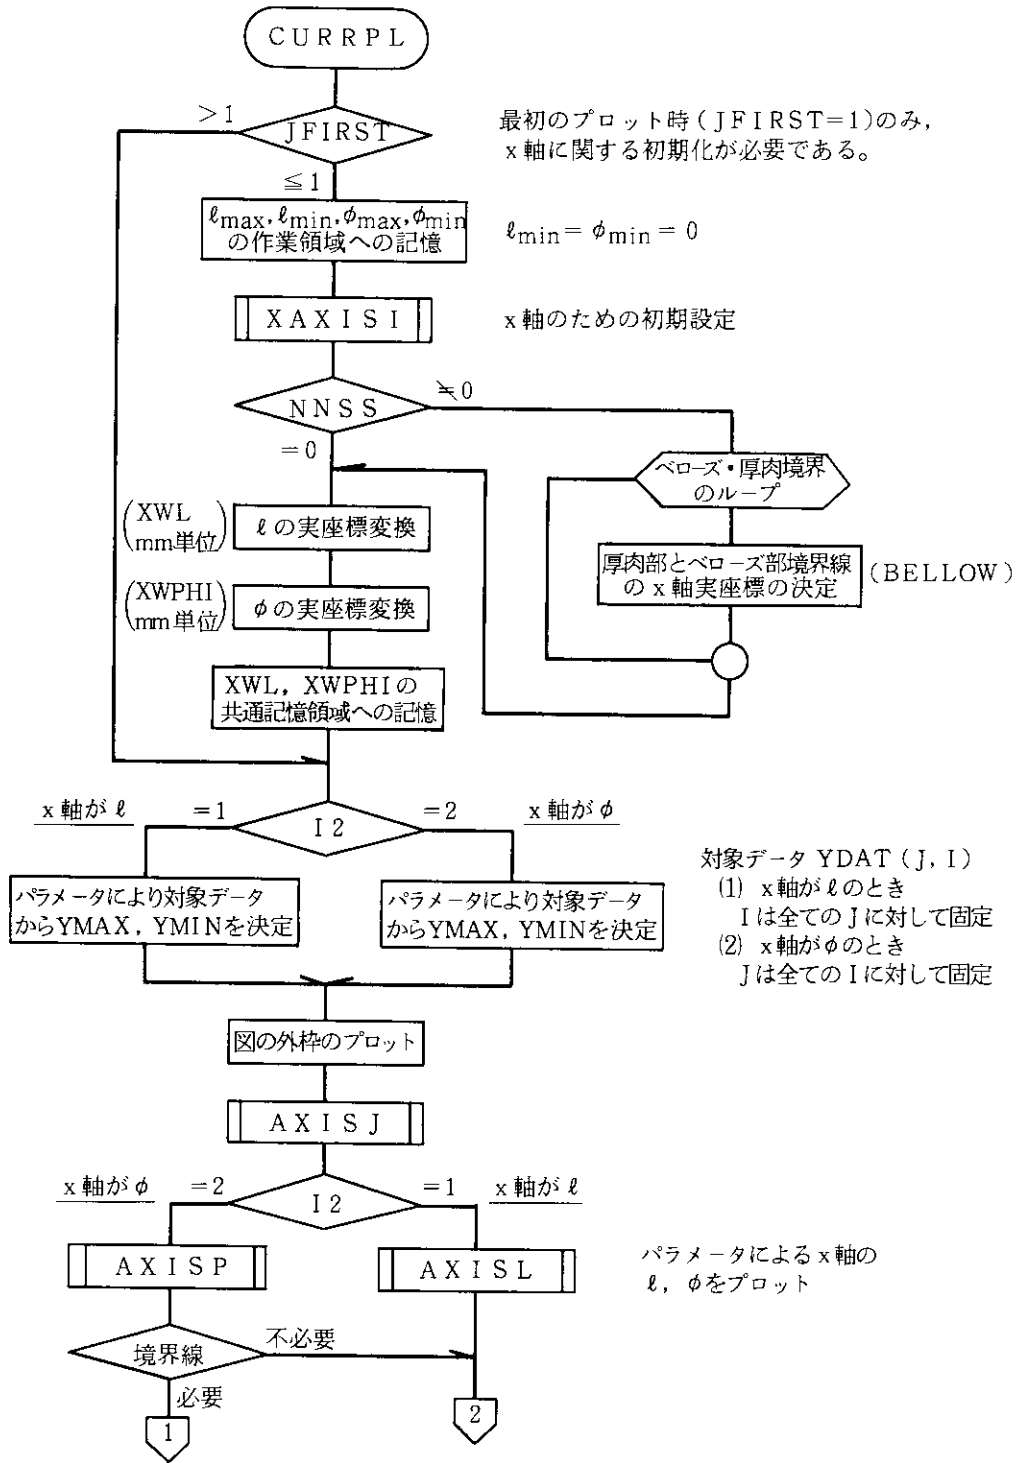 CURRPL
>1
JFIRST
最初のプロット時(JFIRST=1)のみ,
x軸に関する初期化が必要である。
≦1
ℓmax,ℓmin,φmax,φmin
の作業領域への記憶
ℓmin=φmin=0
XAXISI
x軸のための初期設定
NNSS
≠0
=0
ベローズ・厚肉境界
のループ
(XWL
mm単位)
ℓの実座標変換
厚肉部とベローズ部境界線
のx軸実座標の決定
(BELLOW)
(XWPHI
mm単位)
φの実座標変換
XWL, XWPHIの
共通記憶領域への記憶
x軸がℓ
=1
I2
=2
x軸がφ
パラメータにより対象データ
からYMAX, YMINを決定
パラメータにより対象データ
からYMAX, YMINを決定
対象データ YDAT(J, I)
(1) x軸がℓのとき
Iは全てのJに対して固定
(2) x軸がφのとき
Jは全てのIに対して固定
図の外枠のプロット
AXISJ
x軸がφ
=2
I2
=1
x軸がℓ
AXISP
AXISL
パラメータによるx軸の
ℓ, φをプロット
境界線
不必要
必要
1
2